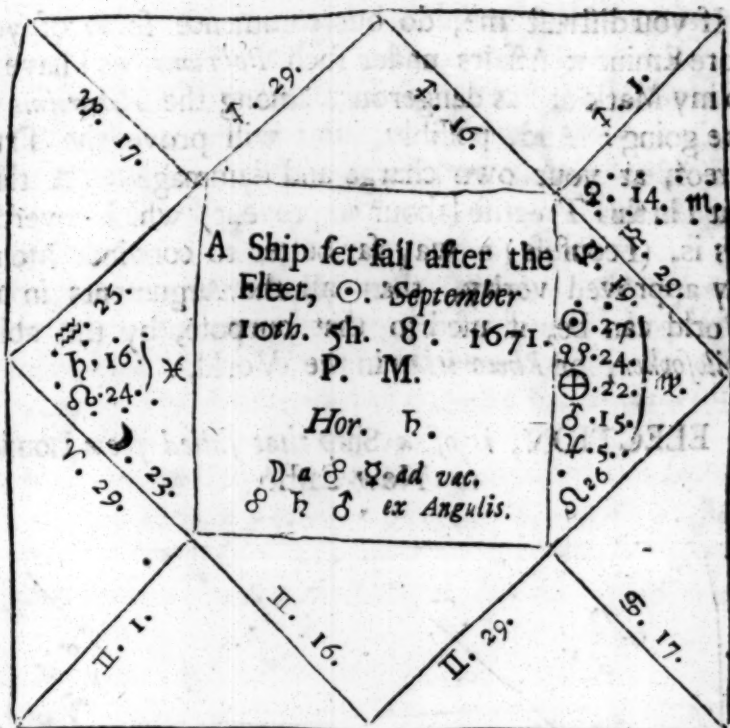 ♑. 17.
♐. 29.
♐. 16.
♐. 1.
♀. 14. ♏.
♎. 29.
A Ship ſet ſail after the
Fleet, ☉. September
10th. 5h. 8'. 1671.
P. M.
Hor. ♄.
☽ a ☍ ☿ ad vac.
☍ ♄ ♂ ex Angulis.
♒ 25.
♄. 16.
☊. 24.
♓
☽
23.
♈. 29.
☉. 27.
☋. 24.
⊕. 22.
♂ 15.
♃. 5.
♍.
♌ 26
♊ 1.
♊. 16.
♊. 29.
♋. 17.